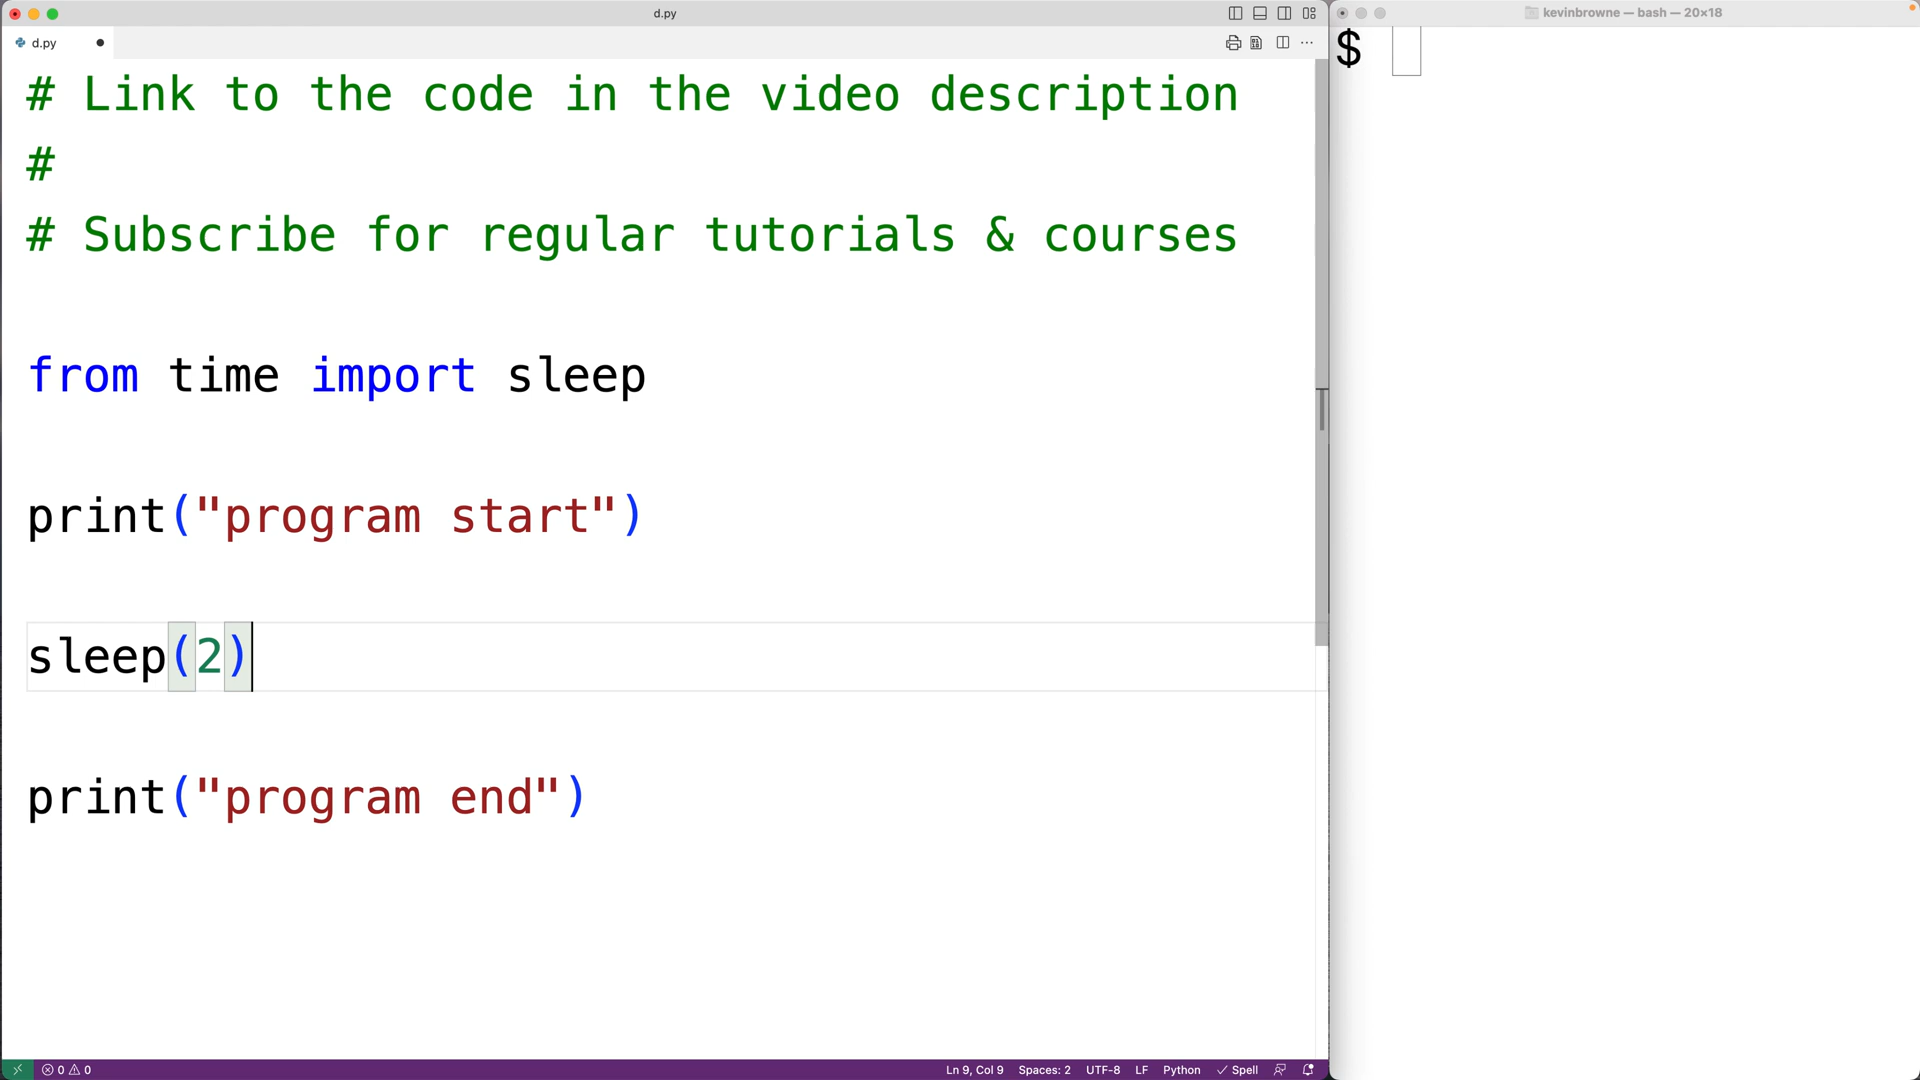 d.py
kevinbrowne — bash — 20×18
d.py
$
# Link to the code in the video description
#
# Subscribe for regular tutorials & courses
from time import sleep
print("program start")
sleep(2)
print("program end")
0 0
Ln 9, Col 9 Spaces: 2 UTF-8 LF Python Spell